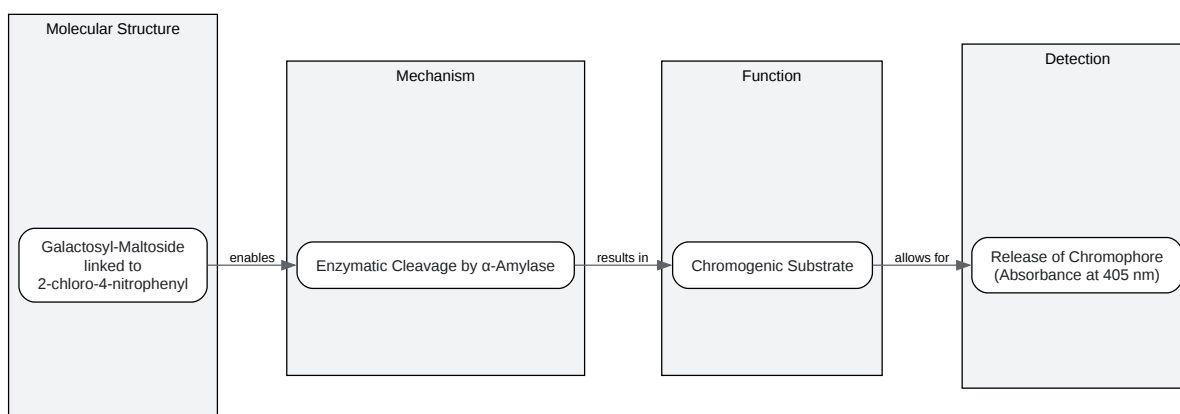 Molecular Structure
Galactosyl-Maltoside
linked to
2-chloro-4-nitrophenyl
enables
Mechanism
Enzymatic Cleavage by α-Amylase
results in
Function
Chromogenic Substrate
allows for
Detection
Release of Chromophore
(Absorbance at 405 nm)